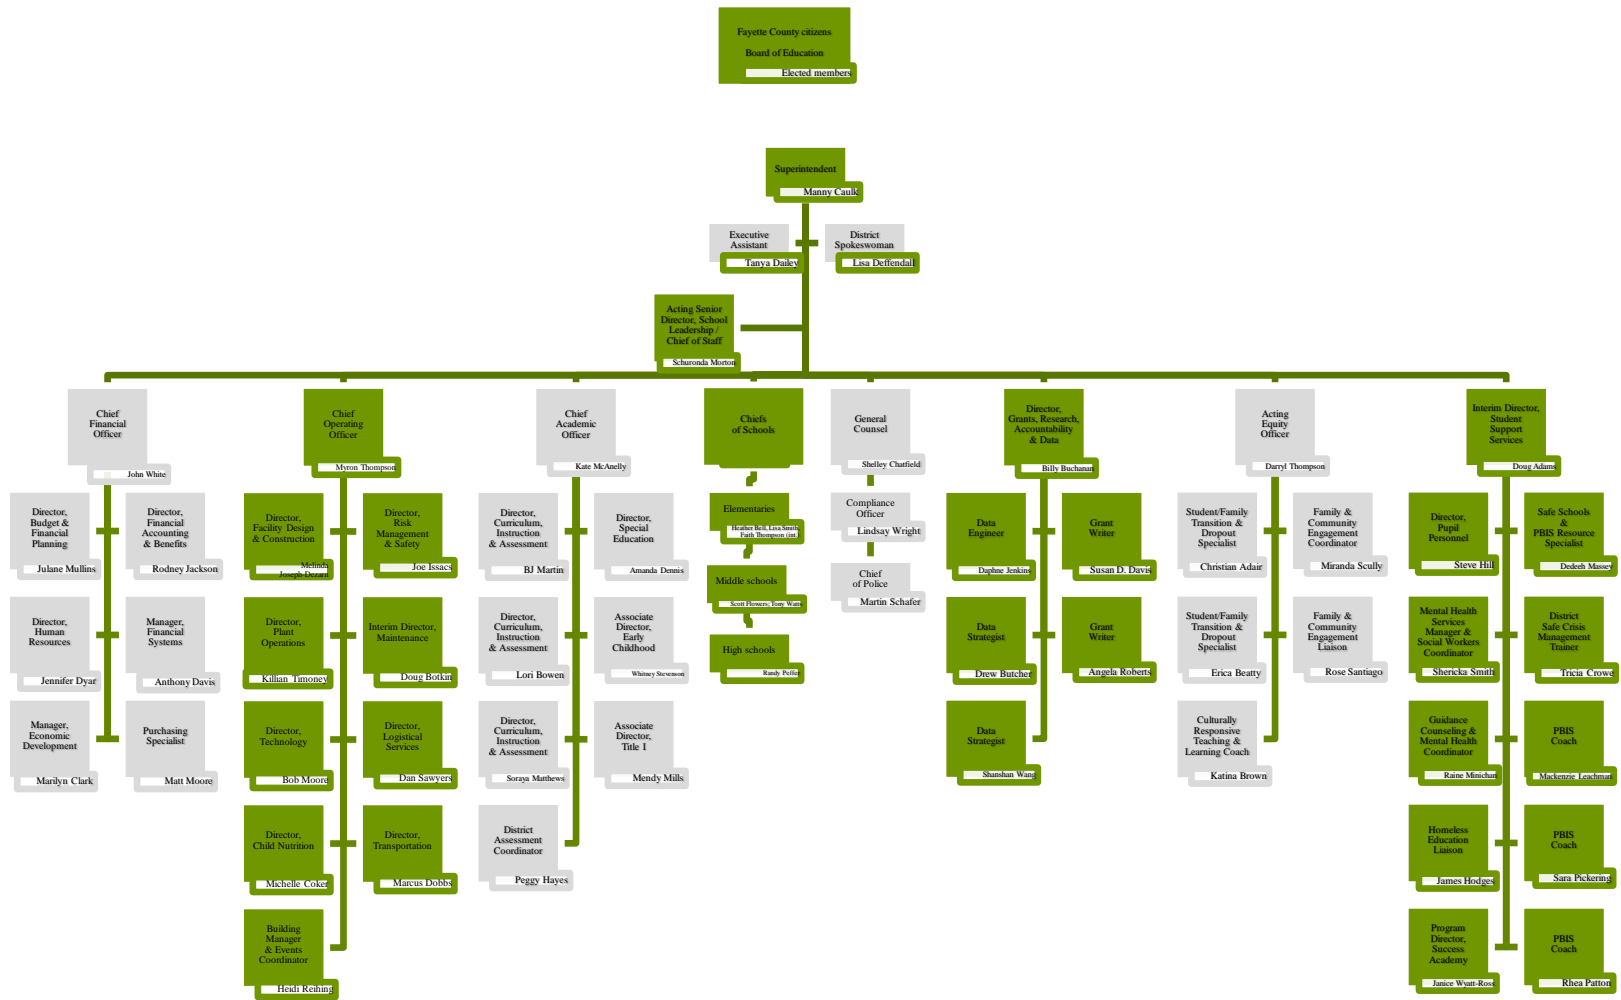 Fayette County citizens
Board of Education
Elected members
Superintendent
Manny Caulk
Executive
Assistant
Tanya Dailey
District
Spokeswoman
Lisa Deffendall
Acting Senior
Director, School
Leadership /
Chief of Staff
Schuronda Morton
Chief
Financial
Officer
John White
Director,
Budget &
Financial
Planning
Julane Mullins
Director,
Financial
Accounting
& Benefits
Rodney Jackson
Director,
Human
Resources
Jennifer Dyar
Manager,
Financial
Systems
Anthony Davis
Manager,
Economic
Development
Marilyn Clark
Purchasing
Specialist
Matt Moore
Chief
Operating
Officer
Myron Thompson
Director,
Facility Design
& Construction
Melinda
Joseph-Dezarn
Director,
Risk
Management
& Safety
Joe Issacs
Director,
Plant
Operations
Killian Timoney
Interim Director,
Maintenance
Doug Botkin
Director,
Technology
Bob Moore
Director,
Logistical
Services
Dan Sawyers
Director,
Child Nutrition
Michelle Coker
Director,
Transportation
Marcus Dobbs
Building
Manager
& Events
Coordinator
Heidi Reihing
Chief
Academic
Officer
Kate McAnelly
Director,
Curriculum,
Instruction
& Assessment
BJ Martin
Director,
Special
Education
Amanda Dennis
Director,
Curriculum,
Instruction
& Assessment
Lori Bowen
Associate
Director,
Early
Childhood
Whitney Stevenson
Director,
Curriculum,
Instruction
& Assessment
Soraya Matthews
Associate
Director,
Title I
Mendy Mills
District
Assessment
Coordinator
Peggy Hayes
Chiefs
of Schools
Elementaries
Heather Bell, Lisa Smith,
Faith Thompson (int.)
Middle schools
Scott Flowers; Tony Watts
High schools
Randy Peffer
General
Counsel
Shelley Chatfield
Compliance
Officer
Lindsay Wright
Chief
of Police
Martin Schafer
Director,
Grants, Research,
Accountability
& Data
Billy Buchanan
Data
Engineer
Daphne Jenkins
Grant
Writer
Susan D. Davis
Data
Strategist
Drew Butcher
Grant
Writer
Angela Roberts
Data
Strategist
Shanshan Wang
Acting
Equity
Officer
Darryl Thompson
Student/Family
Transition &
Dropout
Specialist
Christian Adair
Family &
Community
Engagement
Coordinator
Miranda Scully
Student/Family
Transition &
Dropout
Specialist
Erica Beatty
Family &
Community
Engagement
Liaison
Rose Santiago
Culturally
Responsive
Teaching &
Learning Coach
Katina Brown
Interim Director,
Student
Support
Services
Doug Adams
Director,
Pupil
Personnel
Steve Hill
Safe Schools
&
PBIS Resource
Specialist
Dedeeh Massey
Mental Health
Services
Manager &
Social Workers
Coordinator
Shericka Smith
District
Safe Crisis
Management
Trainer
Tricia Crowe
Guidance
Counseling &
Mental Health
Coordinator
Raine Minichan
PBIS
Coach
Mackenzie Leachman
Homeless
Education
Liaison
James Hodges
PBIS
Coach
Sara Pickering
Program
Director,
Success
Academy
Janice Wyatt-Ross
PBIS
Coach
Rhea Patton